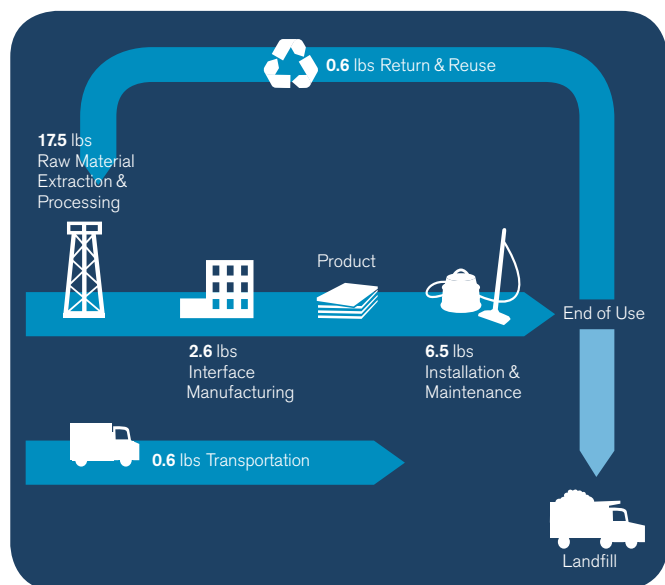 0.6 lbs Return & Reuse
17.5 lbs
Raw Material
Extraction &
Processing
Product
End of Use
2.6 lbs
Interface
Manufacturing
6.5 lbs
Installation &
Maintenance
0.6 lbs Transportation
Landfill